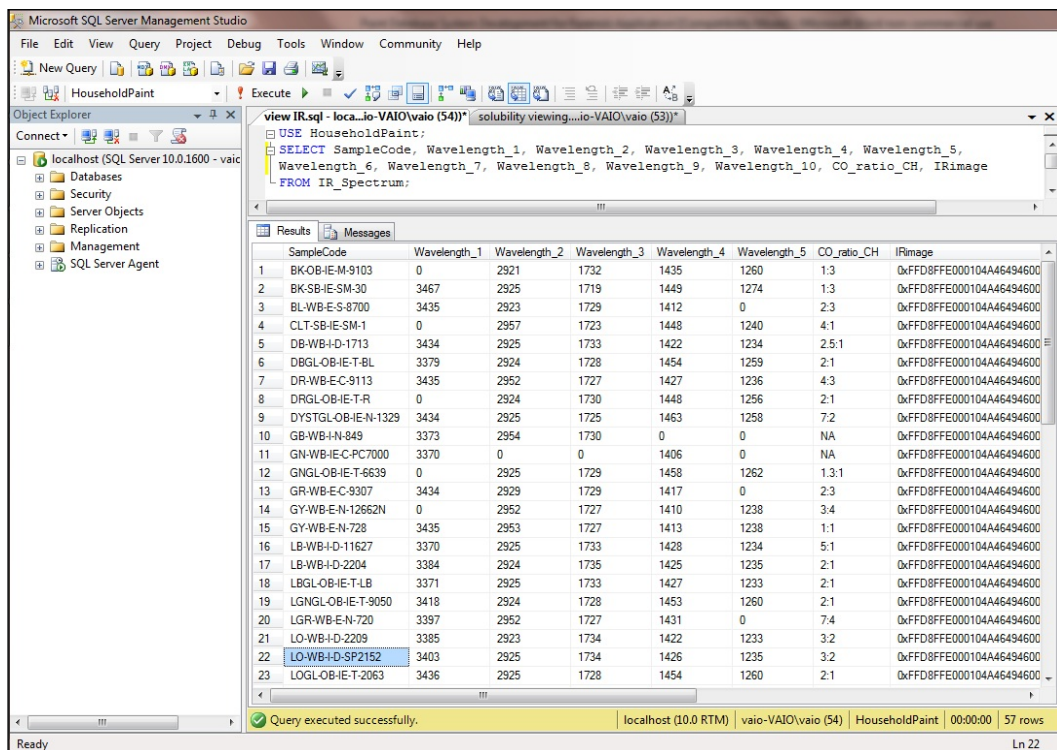 Microsoft SQL Server Management Studio
File Edit View Query Project Debug Tools Window Community Help
New Query
HouseholdPaint Execute
Object Explorer
Connect
localhost (SQL Server 10.0.1600 - vaic
Databases
Security
Server Objects
Replication
Management
SQL Server Agent
view IR.sql - loca...io-VAIO\vaio (54))* solubility viewing....io-VAIO\vaio (53))*
USE HouseholdPaint;
SELECT SampleCode, Wavelength_1, Wavelength_2, Wavelength_3, Wavelength_4, Wavelength_5,
Wavelength_6, Wavelength_7, Wavelength_8, Wavelength_9, Wavelength_10, CO_ratio_CH, IRimage
FROM IR_Spectrum;
Results Messages
SampleCode Wavelength_1 Wavelength_2 Wavelength_3 Wavelength_4 Wavelength_5 CO_ratio_CH IRimage
1 BK-OB-IE-M-9103 0 2921 1732 1435 1260 1:3 0xFFD8FFE000104A46494600
2 BK-SB-IE-SM-30 3467 2925 1719 1449 1274 1:3 0xFFD8FFE000104A46494600
3 BL-WB-E-S-8700 3435 2923 1729 1412 0 2:3 0xFFD8FFE000104A46494600
4 CLT-SB-IE-SM-1 0 2957 1723 1448 1240 4:1 0xFFD8FFE000104A46494600
5 DB-WB-I-D-1713 3434 2925 1733 1422 1234 2.5:1 0xFFD8FFE000104A46494600
6 DBGL-OB-IE-T-BL 3379 2924 1728 1454 1259 2:1 0xFFD8FFE000104A46494600
7 DR-WB-E-C-9113 3435 2952 1727 1427 1236 4:3 0xFFD8FFE000104A46494600
8 DRGL-OB-IE-T-R 0 2924 1730 1448 1256 2:1 0xFFD8FFE000104A46494600
9 DYSTGL-OB-IE-N-1329 3434 2925 1725 1463 1258 7:2 0xFFD8FFE000104A46494600
10 GB-WB-I-N-849 3373 2954 1730 0 0 NA 0xFFD8FFE000104A46494600
11 GN-WB-IE-C-PC7000 3370 0 0 1406 0 NA 0xFFD8FFE000104A46494600
12 GNGL-OB-IE-T-6639 0 2925 1729 1458 1262 1.3:1 0xFFD8FFE000104A46494600
13 GR-WB-E-C-9307 3434 2929 1729 1417 0 2:3 0xFFD8FFE000104A46494600
14 GY-WB-E-N-12662N 0 2952 1727 1410 1238 3:4 0xFFD8FFE000104A46494600
15 GY-WB-E-N-728 3435 2953 1727 1413 1238 1:1 0xFFD8FFE000104A46494600
16 LB-WB-I-D-11627 3370 2925 1733 1428 1234 5:1 0xFFD8FFE000104A46494600
17 LB-WB-I-D-2204 3384 2924 1735 1425 1235 2:1 0xFFD8FFE000104A46494600
18 LBGL-OB-IE-T-LB 3371 2925 1733 1427 1233 2:1 0xFFD8FFE000104A46494600
19 LGNGL-OB-IE-T-9050 3418 2924 1728 1453 1260 2:1 0xFFD8FFE000104A46494600
20 LGR-WB-E-N-720 3397 2952 1727 1431 0 7:4 0xFFD8FFE000104A46494600
21 LO-WB-I-D-2209 3385 2923 1734 1422 1233 3:2 0xFFD8FFE000104A46494600
22 LO-WB-I-D-SP2152 3403 2925 1734 1426 1235 3:2 0xFFD8FFE000104A46494600
23 LOGL-OB-IE-T-2063 3436 2925 1728 1454 1260 2:1 0xFFD8FFE000104A46494600
Query executed successfully. localhost (10.0 RTM) vaio-VAIO\vaio (54) HouseholdPaint 00:00:00 57 rows
Ready Ln 22